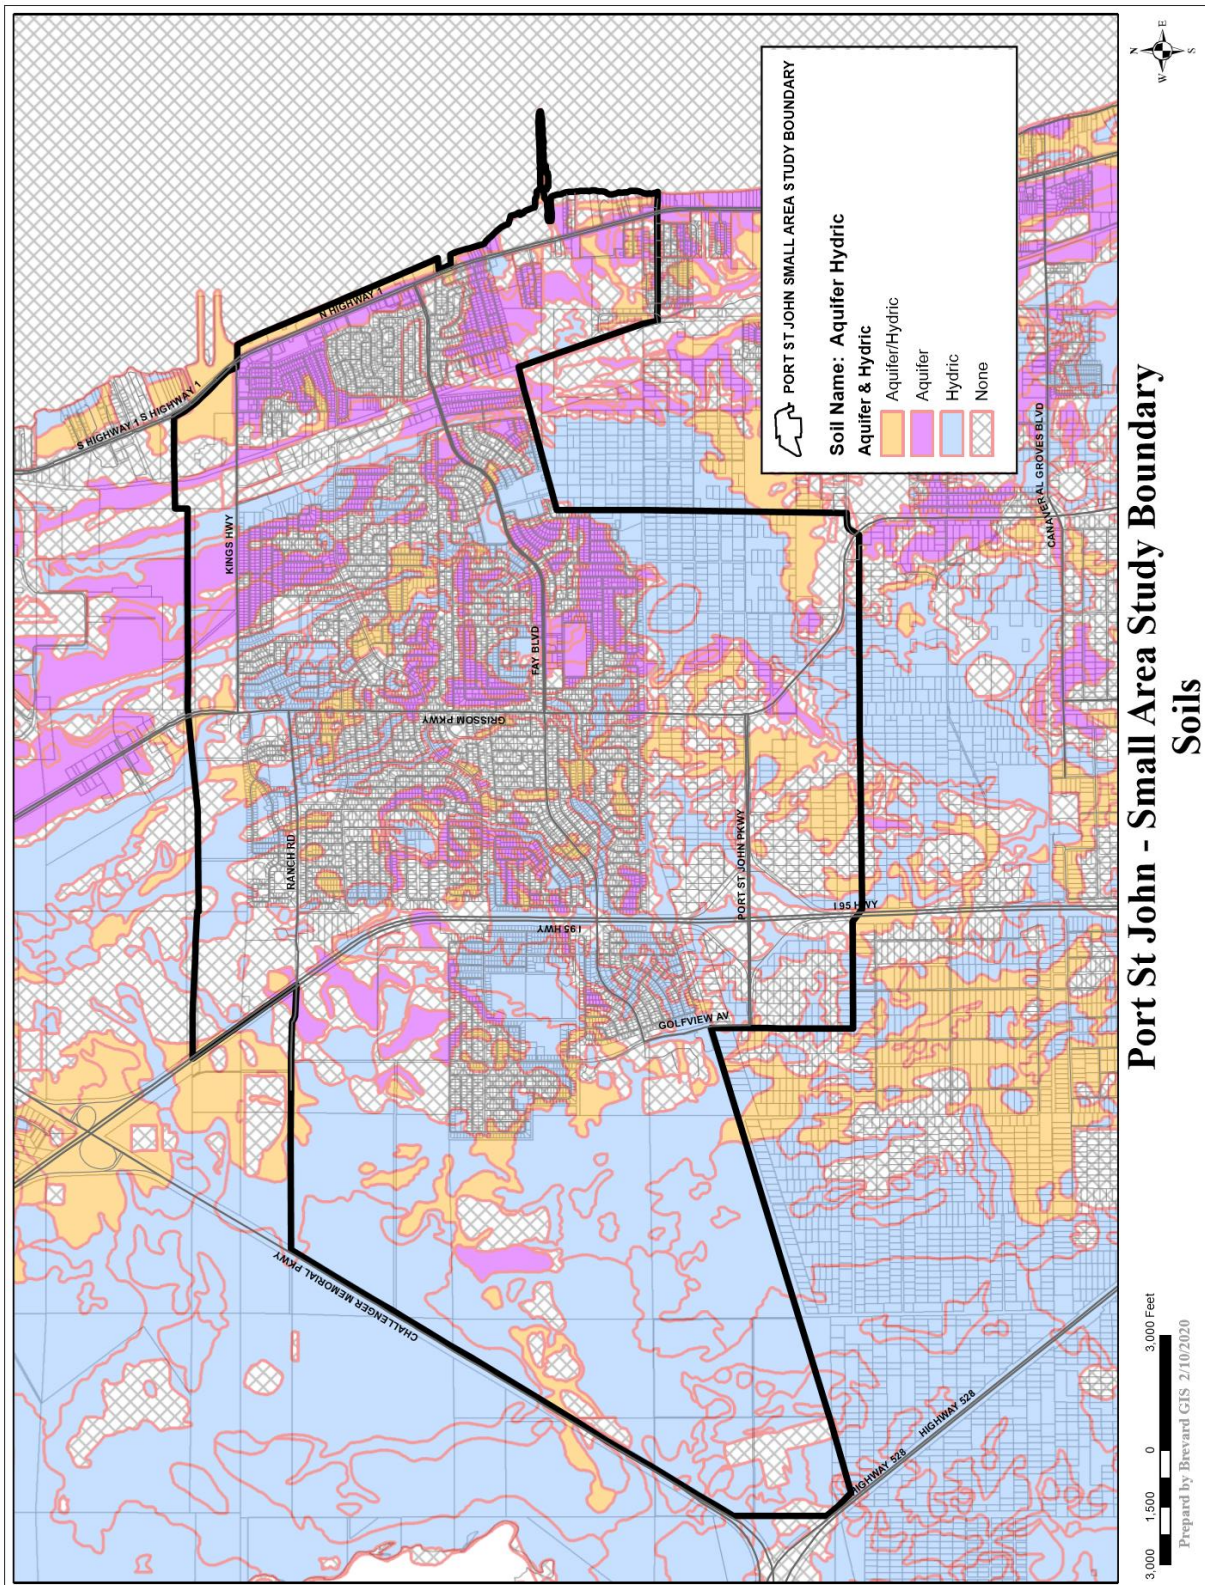 S HIGHWAY 1 S HIGHWAY 1
N HIGHWAY 1
KINGS HWY
FAY BLVD
GRISSOM PKWY
RANCH RD
I 95 HWY
PORT ST JOHN PKWY
I 95 HWY
GOLFVIEW AV
CHALLENGER MEMORIAL PKWY
HIGHWAY 528
HIGHWAY 528
CANAVERAL GROVES BLVD
PORT ST JOHN SMALL AREA STUDY BOUNDARY
Soil Name: Aquifer Hydric
Aquifer & Hydric
Aquifer/Hydric
Aquifer
Hydric
None
N
W E
S
Port St John - Small Area Study Boundary
Soils
3,000 1,500 0 3,000 Feet
Prepard by Brevard GIS 2/10/2020